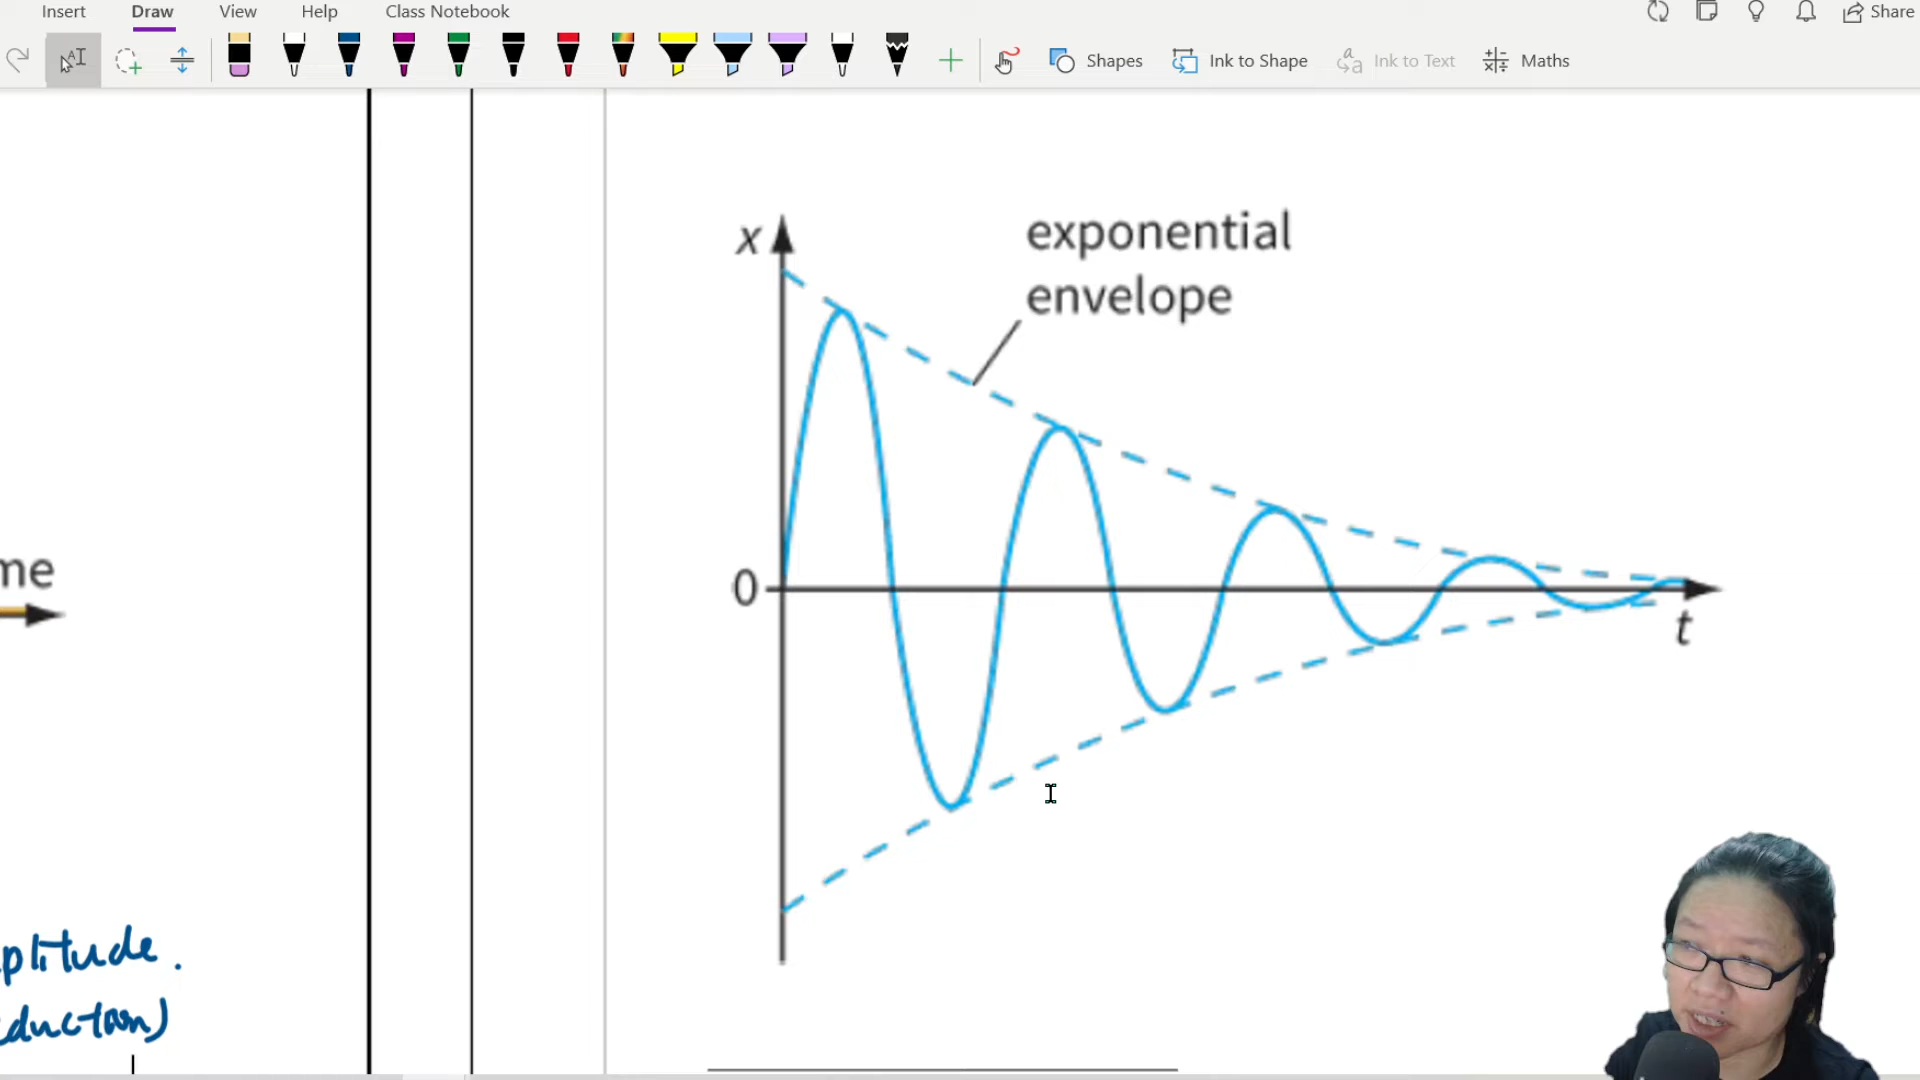 Insert Draw View Help Class Notebook Share
Shapes Ink to Shape Ink to Text Maths
exponential
envelope
x
0
t
me
plitude.
duction)